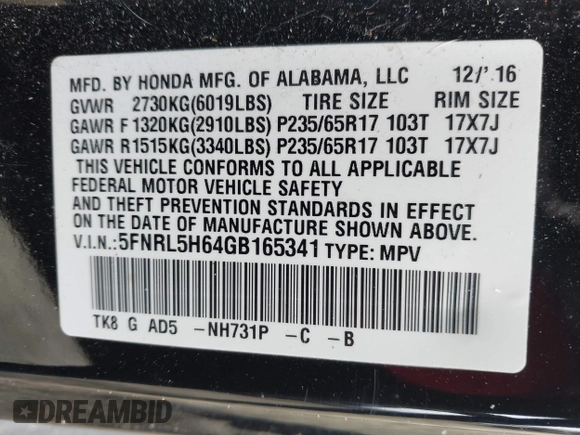 MFD. BY HONDA MFG. OF ALABAMA, LLC 12/'16
GVWR 2730KG(6019LBS) TIRE SIZE RIM SIZE
GAWR F 1320KG(2910LBS) P235/65R17 103T 17X7J
GAWR R1515KG(3340LBS) P235/65R17 103T 17X7J
THIS VEHICLE CONFORMS TO ALL APPLICABLE
FEDERAL MOTOR VEHICLE SAFETY
AND THEFT PREVENTION STANDARDS IN EFFECT
ON THE DATE OF MANUFACTURE SHOWN ABOVE.
V.I.N.:5FNRL5H64GB165341 TYPE: MPV
TK8 G AD5 -NH731P -C -B
DREAMBID